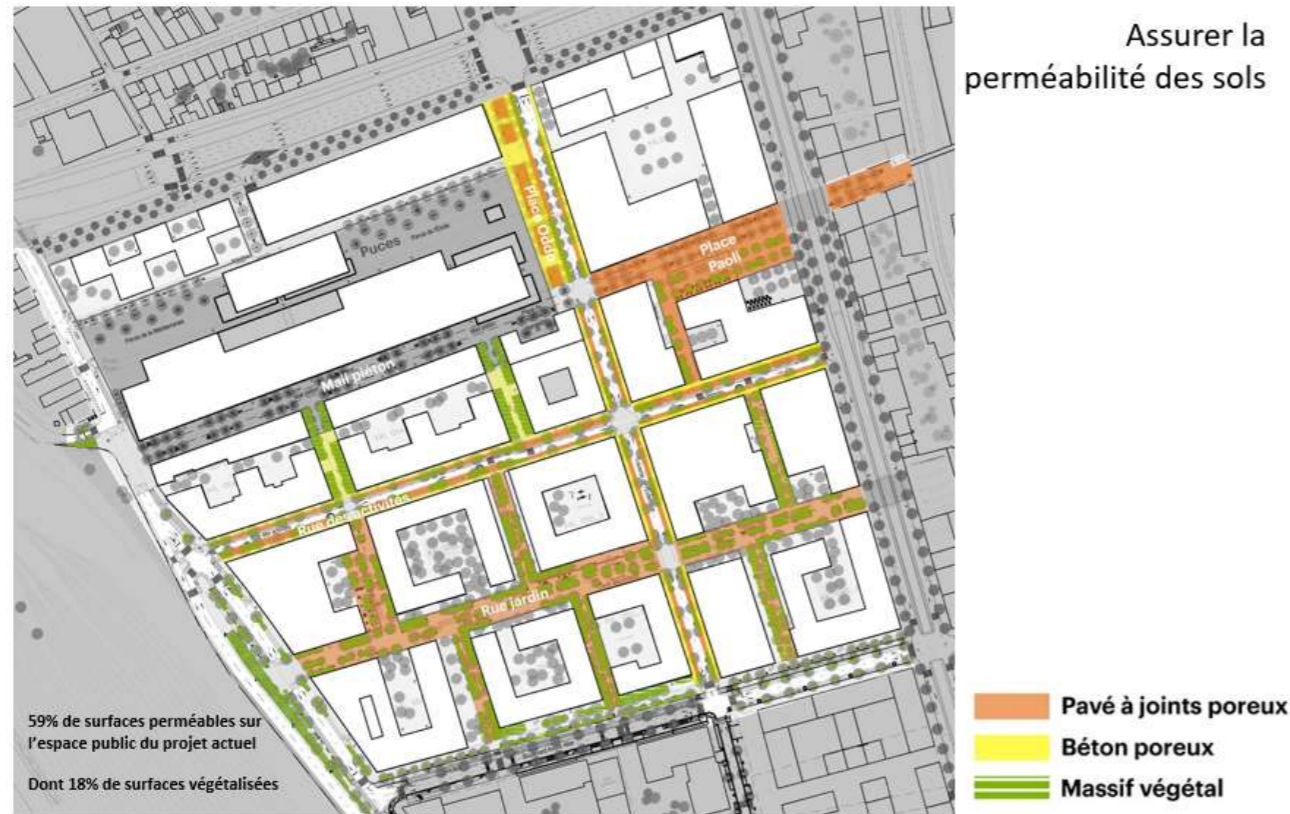 Assurer la
perméabilité des sols
Place Oddo
Puces
Place
Paoli
Mail piéton
Rue des activités
Rue jardin
59% de surfaces perméables sur
l'espace public du projet actuel
Dont 18% de surfaces végétalisées
Pavé à joints poreux
Béton poreux
Massif végétal